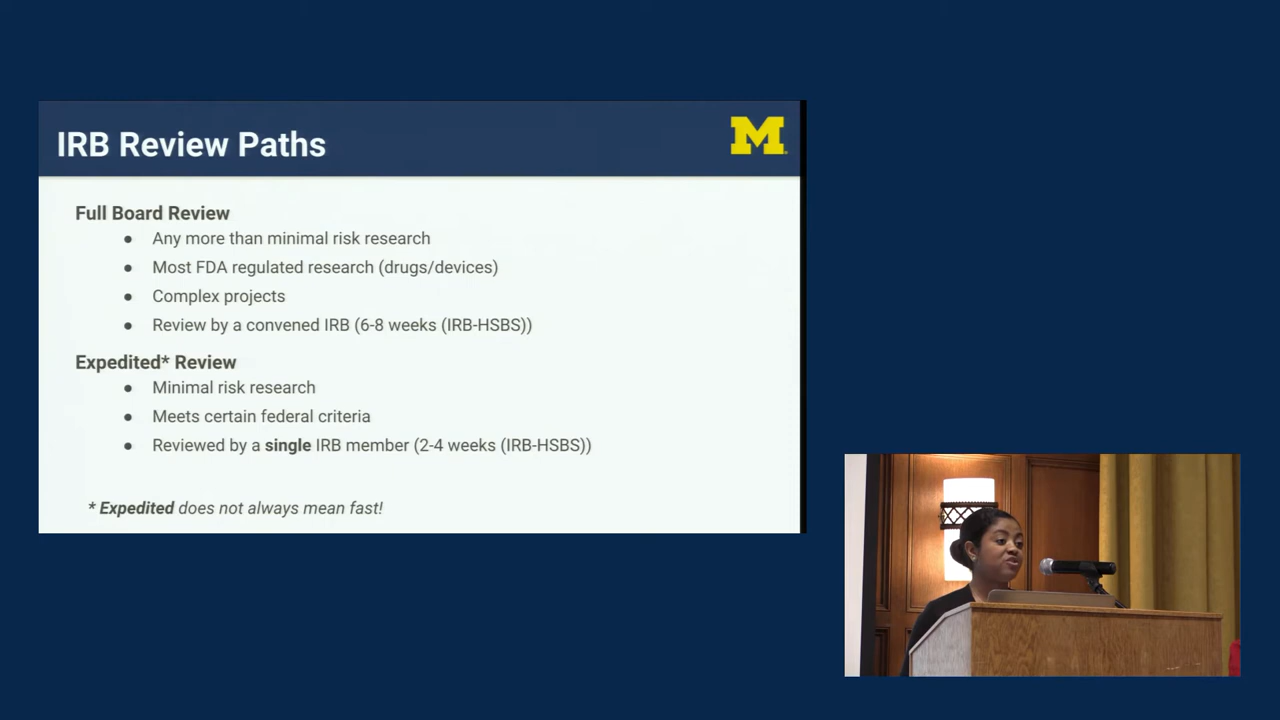 IRB Review Paths
M
Full Board Review
● Any more than minimal risk research
● Most FDA regulated research (drugs/devices)
● Complex projects
● Review by a convened IRB (6-8 weeks (IRB-HSBS))
Expedited* Review
● Minimal risk research
● Meets certain federal criteria
● Reviewed by a single IRB member (2-4 weeks (IRB-HSBS))
* Expedited does not always mean fast!